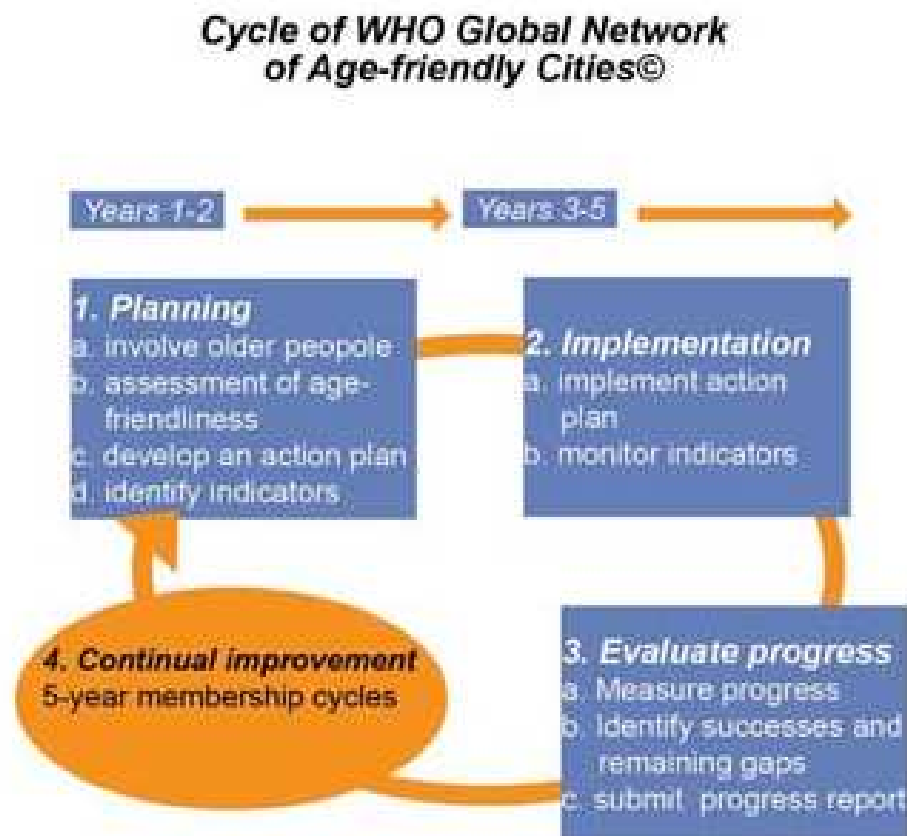 Cycle of WHO Global Network
of Age-friendly Cities©
Years 1-2
Years 3-5
1. Planning
a. involve older peopole
b. assessment of age-
friendliness
c. develop an action plan
d. identify indicators
2. Implementation
a. implement action
plan
b. monitor indicators
3. Evaluate progress
a. Measure progress
b. Identify successes and
remaining gaps
c. submit progress report
4. Continual improvement
5-year membership cycles